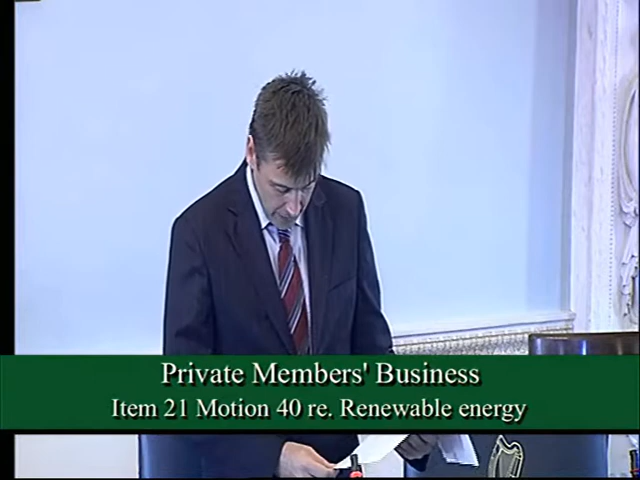 Private Members' Business
Item 21 Motion 40 re. Renewable energy